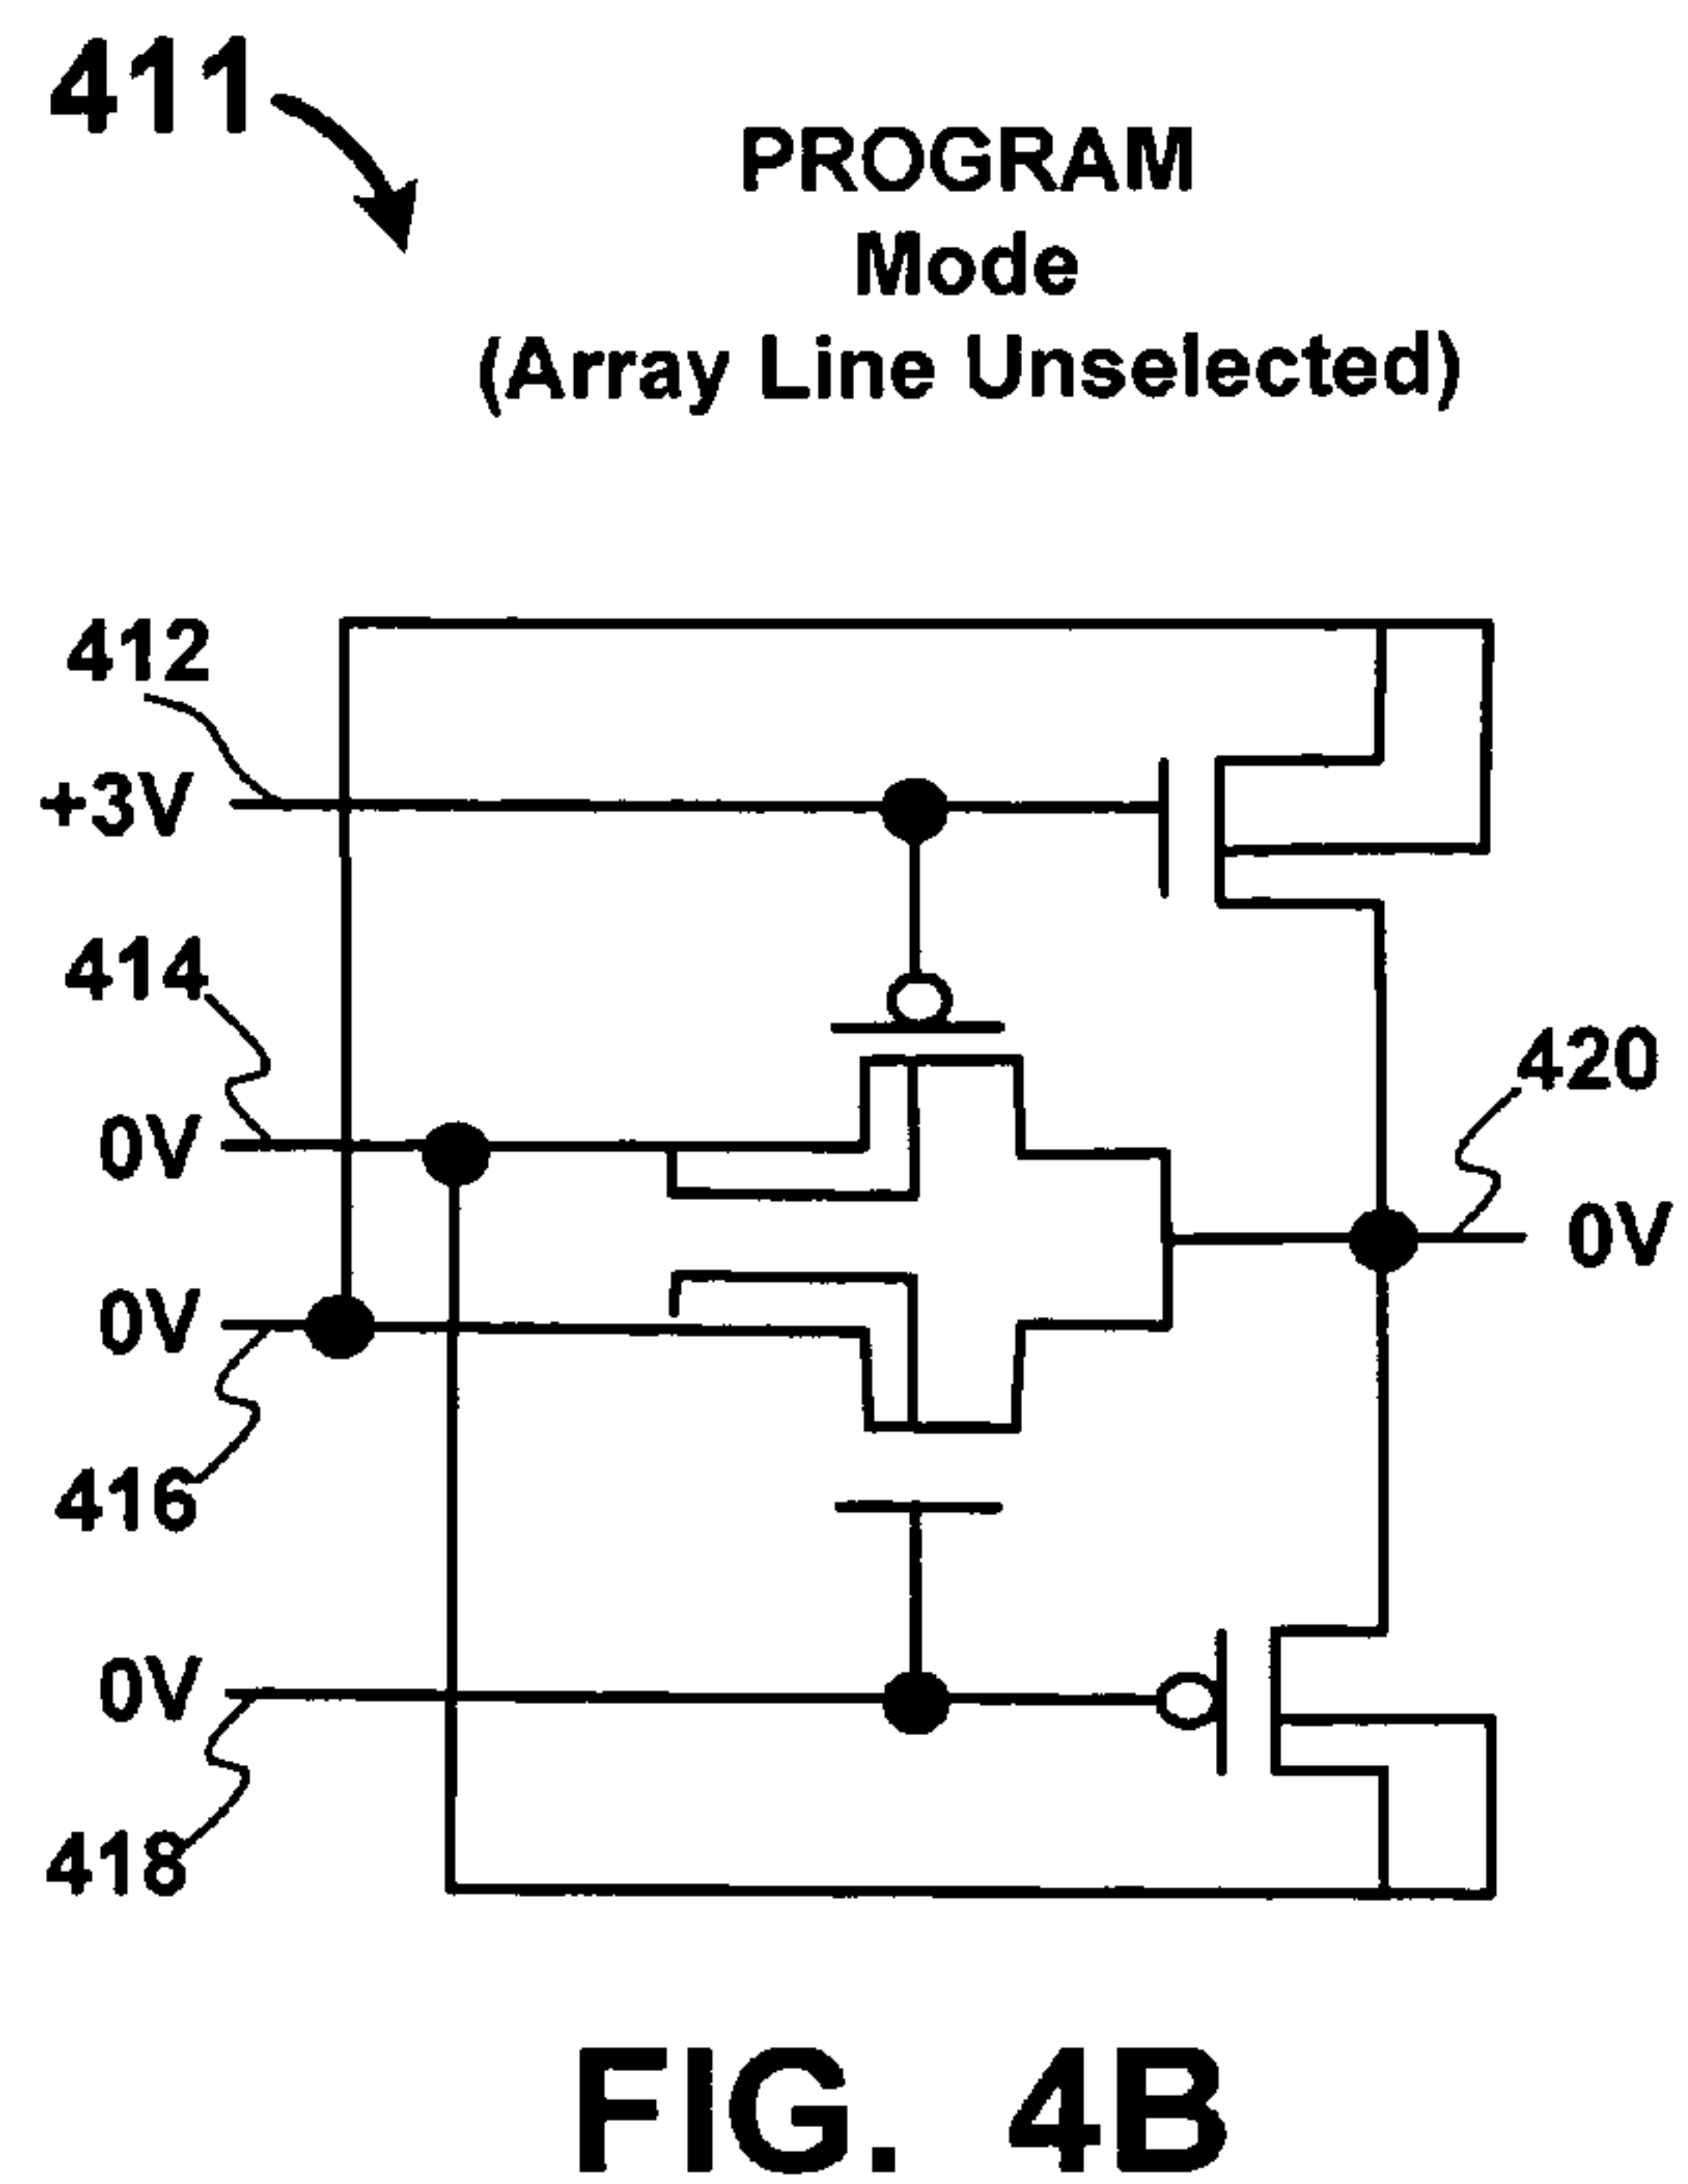 411
PROGRAM
Mode
(Array Line Unselected)
412
+3V
414
0V
420
0V
0V
416
0V
418
FIG. 4B